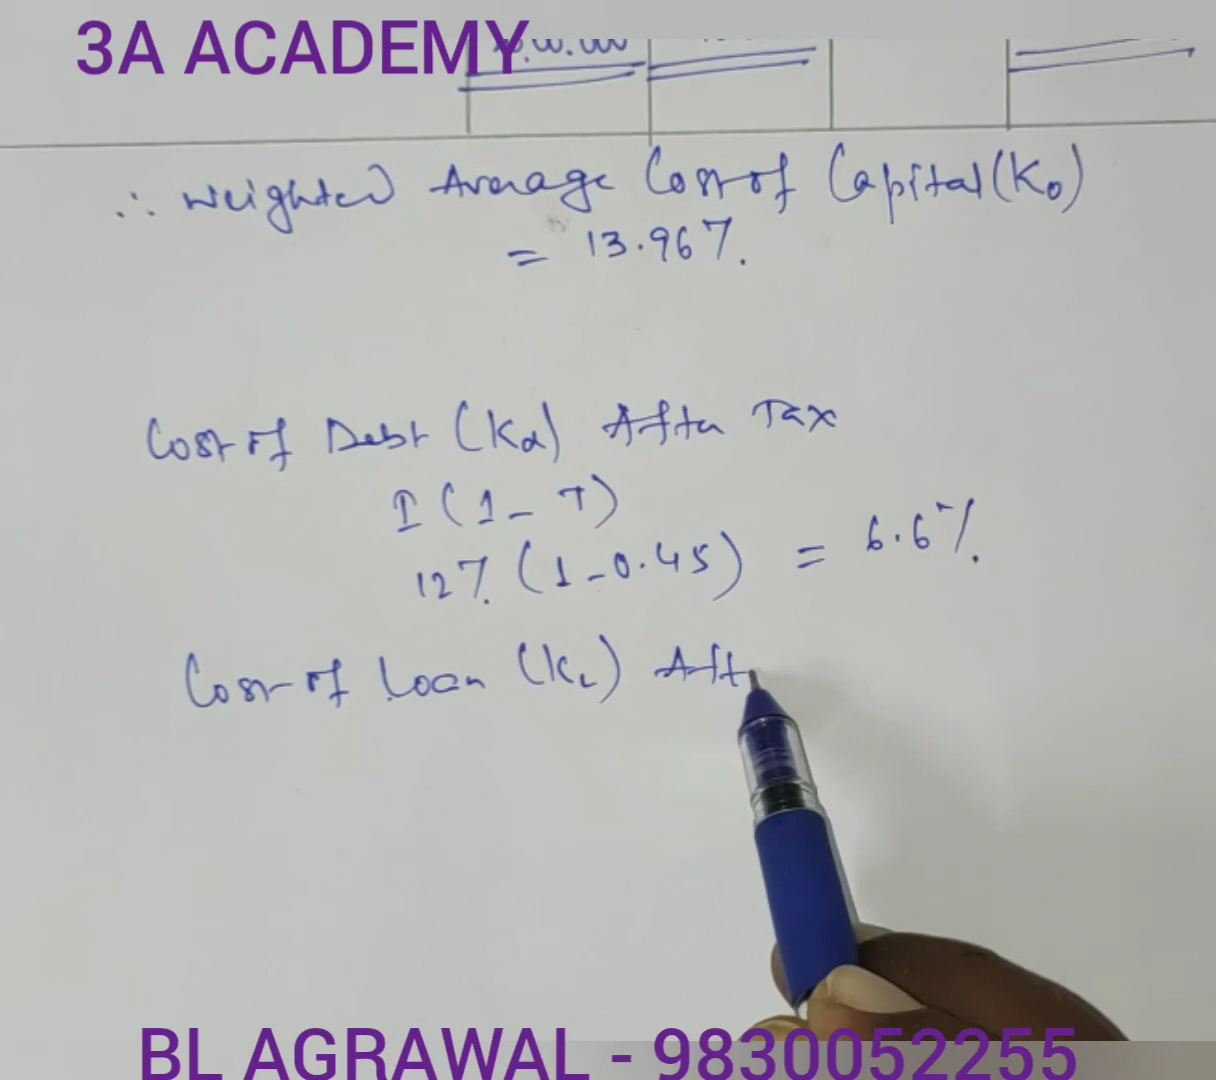 3A ACADEMY
∴ Weighted Average Cost of Capital (K₀)
= 13.96%
Cost of Debt (Kd) After Tax
I (1 - T)
12% (1 - 0.45) = 6.6%
Cost of Loan (KL) Aft
BL AGRAWAL - 9830052255